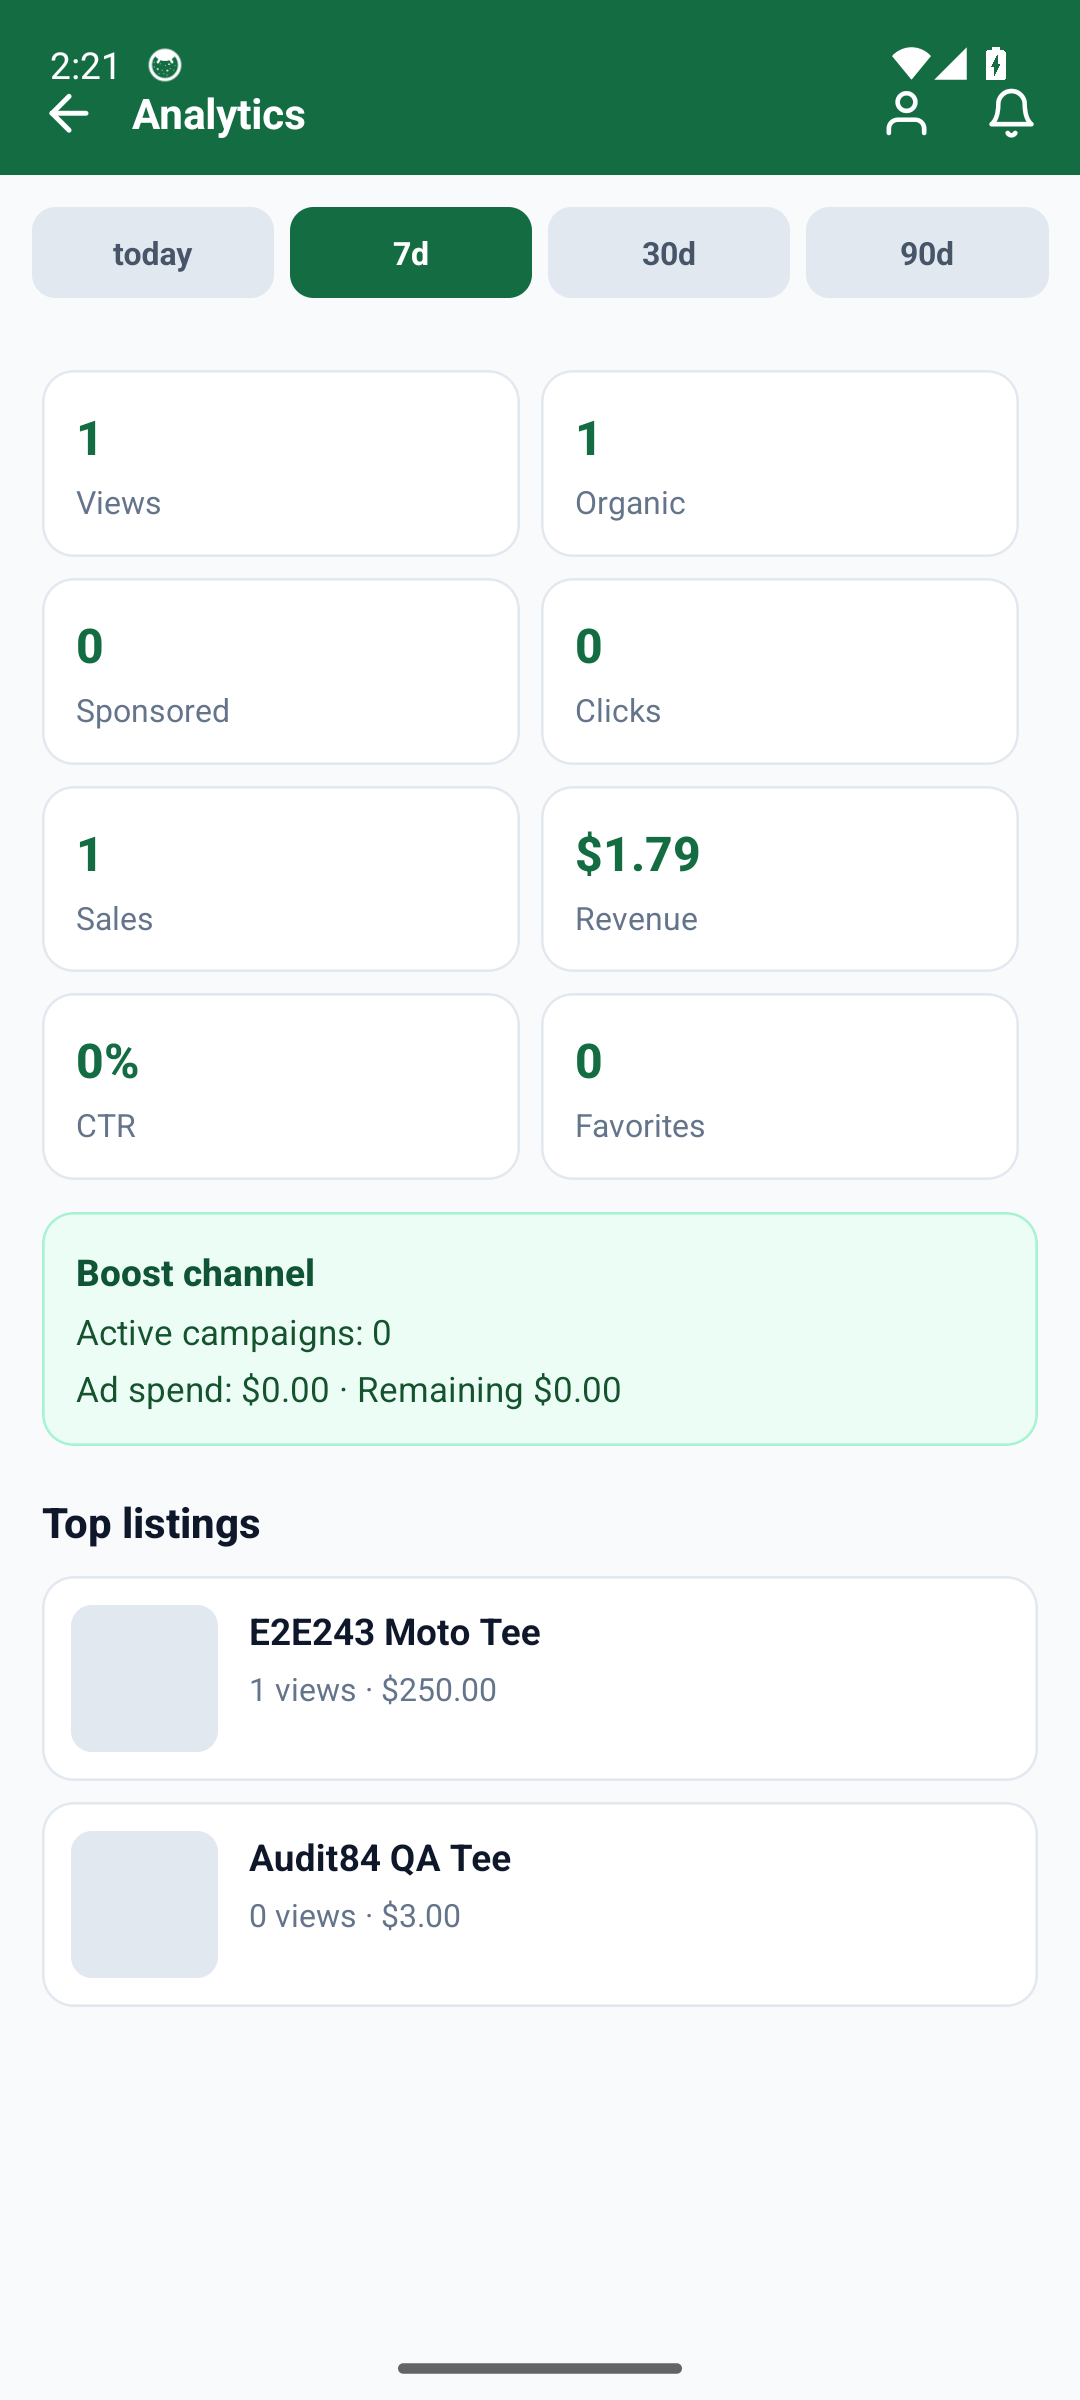 2:21
Analytics
today 7d 30d 90d
1 1
Views Organic
0 0
Sponsored Clicks
1 $1.79
Sales Revenue
0% 0
CTR Favorites
Boost channel
Active campaigns: 0
Ad spend: $0.00 · Remaining $0.00
Top listings
E2E243 Moto Tee
1 views · $250.00
Audit84 QA Tee
0 views · $3.00